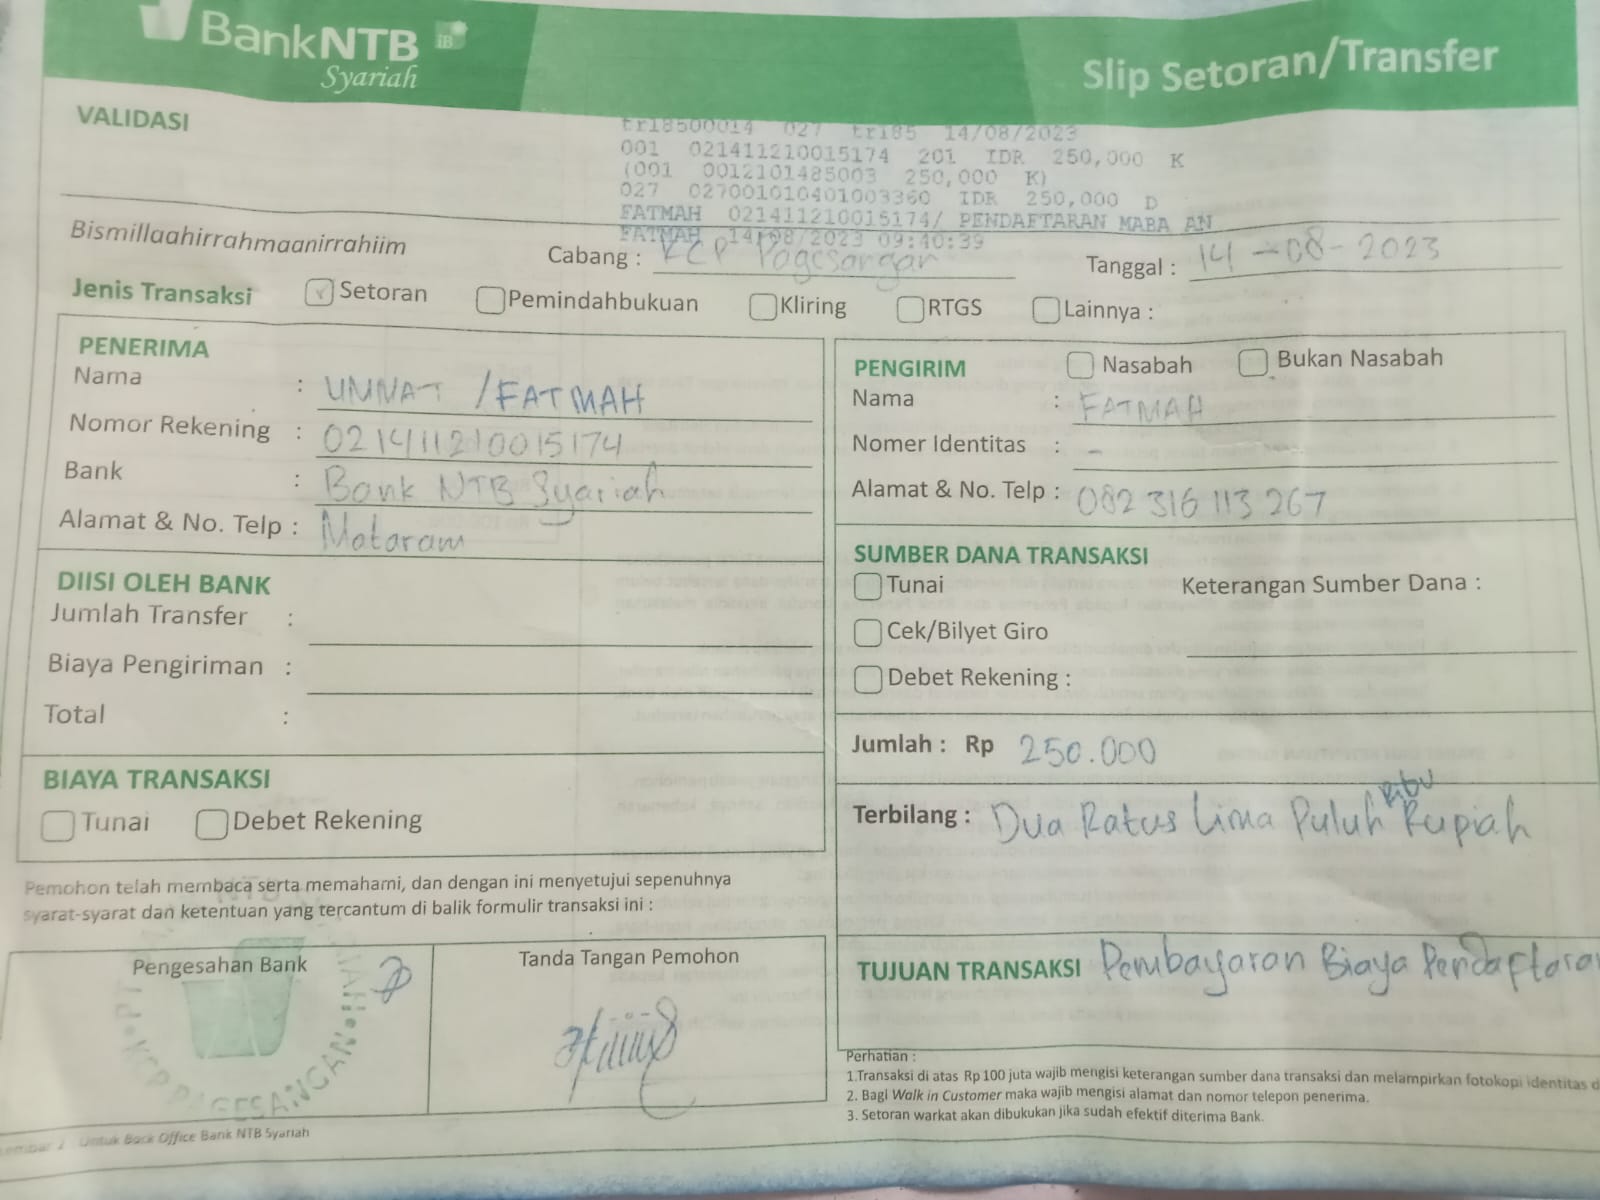 BankNTB iB
Syariah
Slip Setoran/Transfer
VALIDASI
tr18500014 027 tr185 14/08/2023
001 021411210015174 201 IDR 250,000 K
(001 0012101485003 250,000 K)
027 027001010401003360 IDR 250,000 D
FATMAH 021411210015174/ PENDAFTARAN MABA AN
FATMAH 14/08/2023 09:40:39
Bismillaahirrahmaanirrahiim
Cabang : KCP Pagesangan
Tanggal : 14-08-2023
Jenis Transaksi Setoran Pemindahbukuan Kliring RTGS Lainnya :
PENERIMA
Nama : UMMAT /FATMAH
Nomor Rekening : 021411210015174
Bank : Bank NTB Syariah
Alamat & No. Telp : Mataram
PENGIRIM Nasabah Bukan Nasabah
Nama : FATMAH
Nomer Identitas : -
Alamat & No. Telp : 082 316 113 267
DIISI OLEH BANK
Jumlah Transfer :
Biaya Pengiriman :
Total :
SUMBER DANA TRANSAKSI
Tunai Keterangan Sumber Dana :
Cek/Bilyet Giro
Debet Rekening :
BIAYA TRANSAKSI
Tunai Debet Rekening
Jumlah : Rp 250.000
Terbilang : Dua Ratus Lima Puluh Ribu Rupiah
Pemohon telah membaca serta memahami, dan dengan ini menyetujui sepenuhnya
syarat-syarat dan ketentuan yang tercantum di balik formulir transaksi ini :
Pengesahan Bank
KCP PAGESANGAN
Tanda Tangan Pemohon
TUJUAN TRANSAKSI Pembayaran Biaya Pendaftaran
Perhatian :
1.Transaksi di atas Rp 100 juta wajib mengisi keterangan sumber dana transaksi dan melampirkan fotokopi identitas d
2. Bagi Walk in Customer maka wajib mengisi alamat dan nomor telepon penerima.
3. Setoran warkat akan dibukukan jika sudah efektif diterima Bank.
Lembar 2 Untuk Back Office Bank NTB Syariah